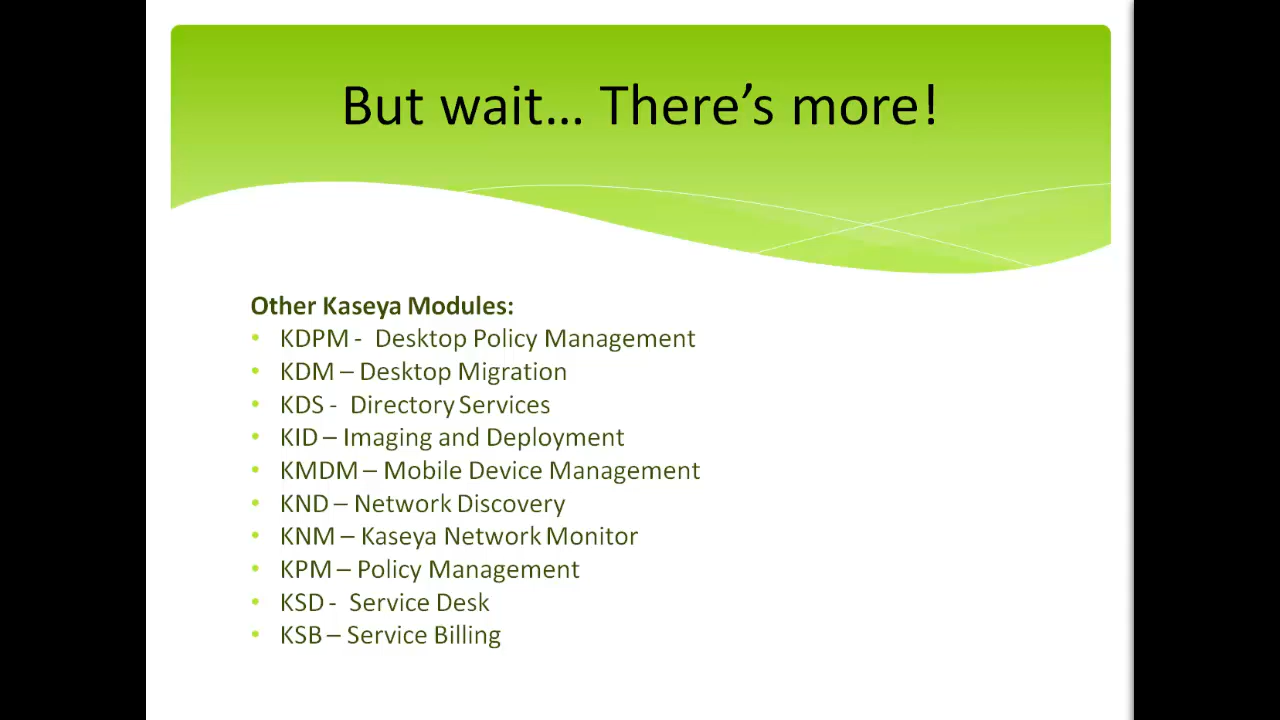 But wait… There’s more!
Other Kaseya Modules:
• KDPM -  Desktop Policy Management
• KDM – Desktop Migration
• KDS -  Directory Services
• KID – Imaging and Deployment
• KMDM – Mobile Device Management
• KND – Network Discovery
• KNM – Kaseya Network Monitor
• KPM – Policy Management
• KSD -  Service Desk
• KSB – Service Billing